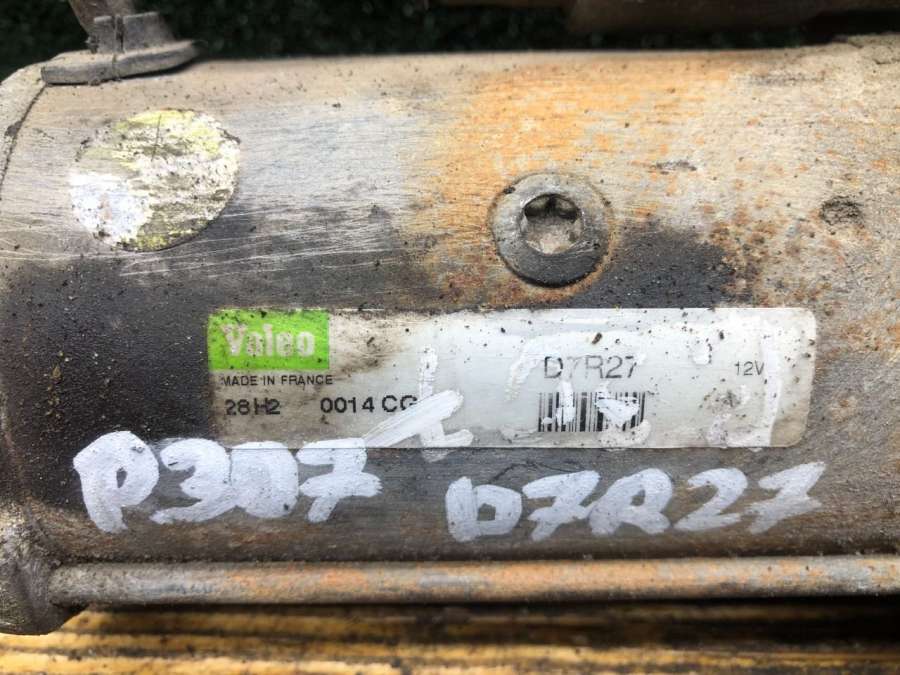 Valeo
D7R27
12V
MADE IN FRANCE
28H2 0014 CG
P307
D7R27